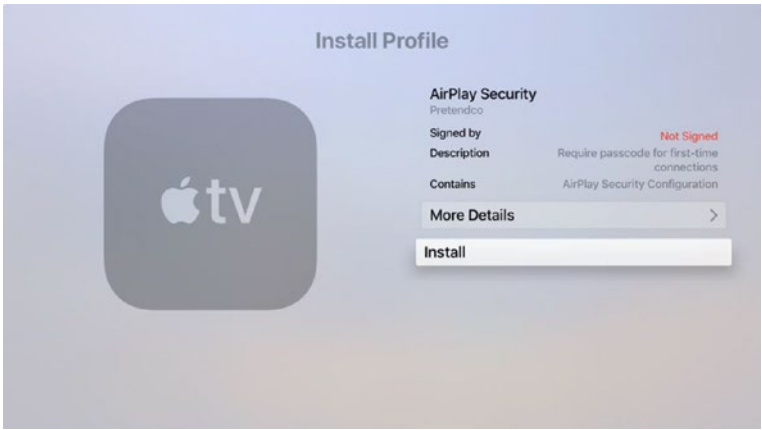 Install Profile
tv
AirPlay Security
Pretendco
Signed by Not Signed
Description Require passcode for first-time
connections
Contains AirPlay Security Configuration
More Details
Install